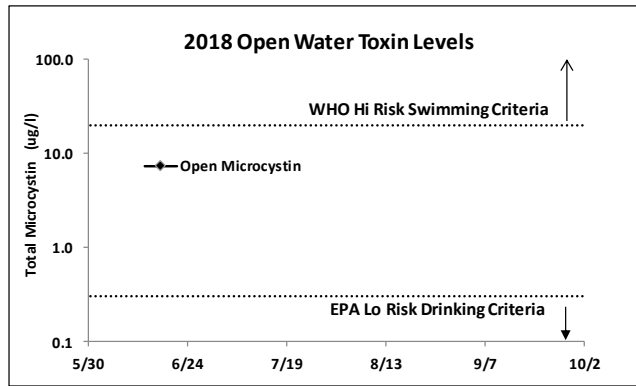 2018 Open Water Toxin Levels
100.0
WHO Hi Risk Swimming Criteria
10.0
Open Microcystin
Total Microcystin (ug/l)
1.0
EPA Lo Risk Drinking Criteria
0.1
5/30 6/24 7/19 8/13 9/7 10/2